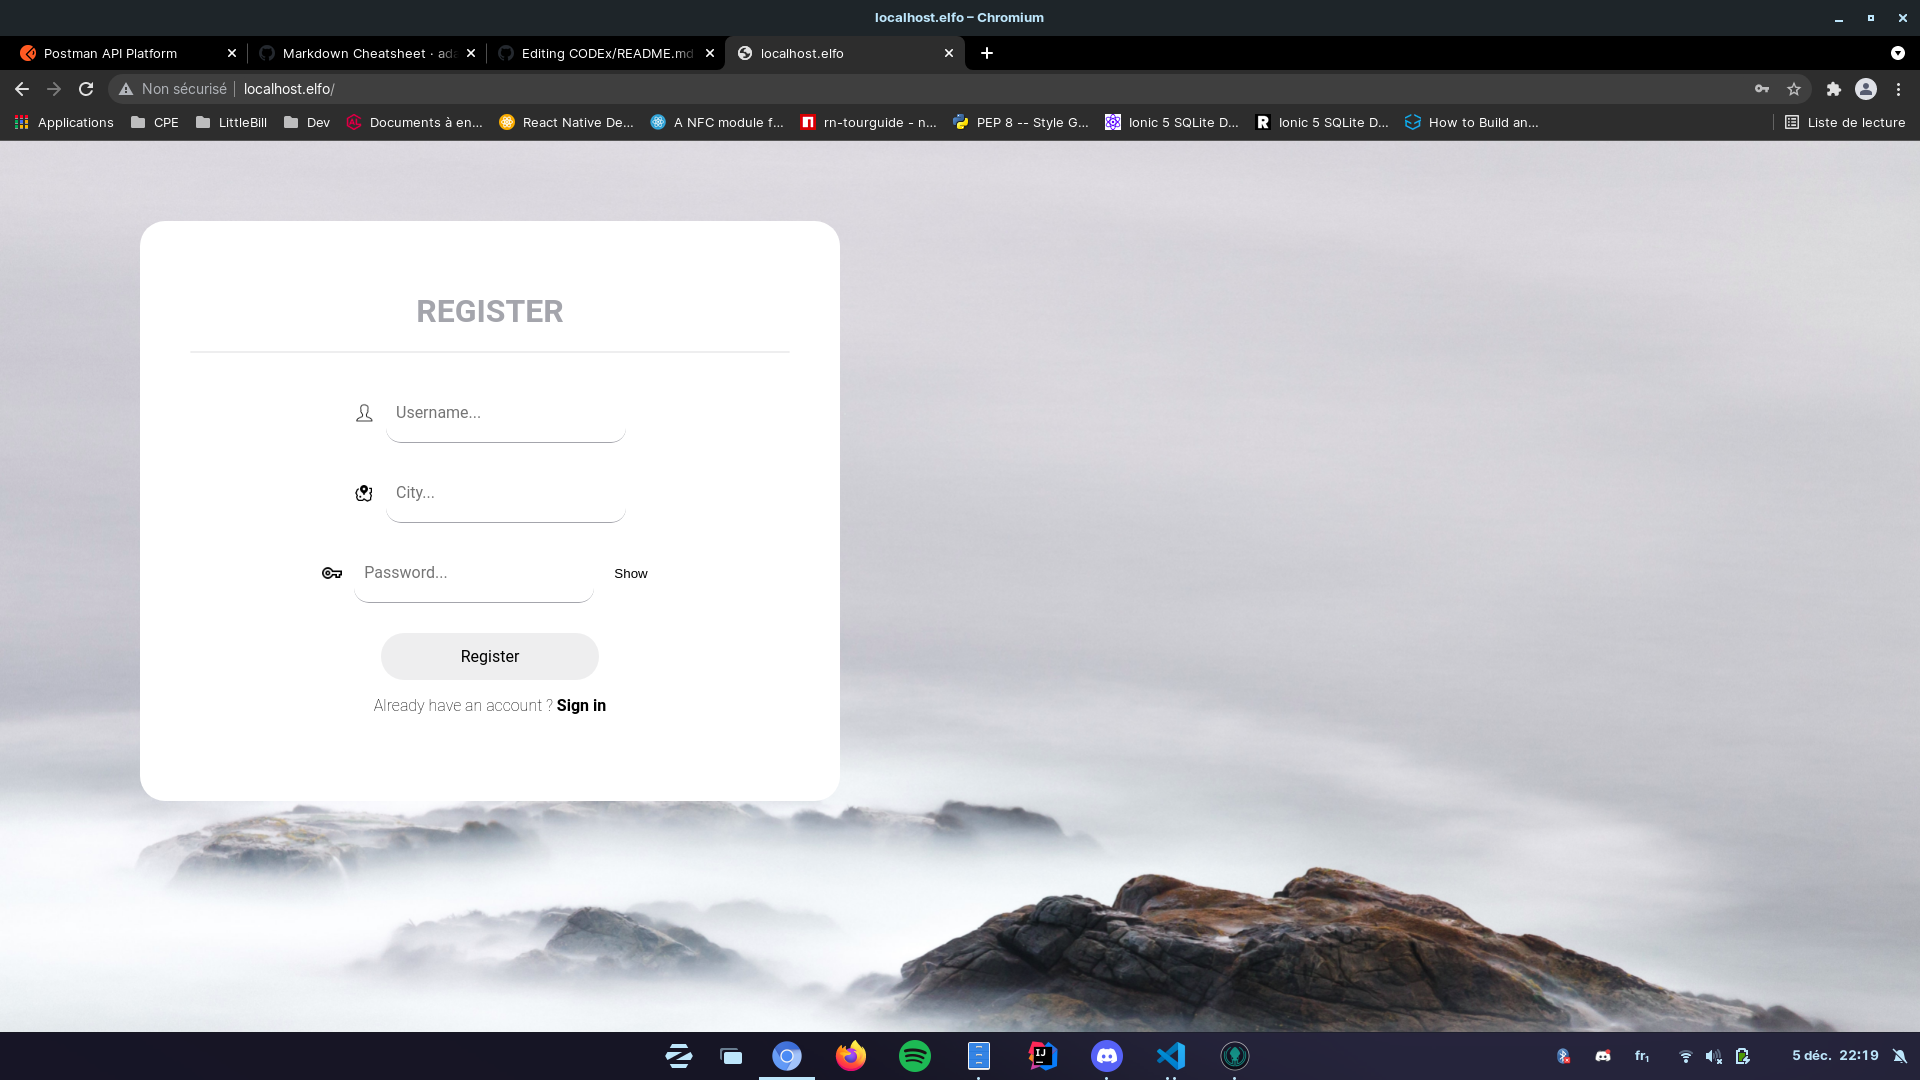 localhost.elfo – Chromium
Postman API Platform
Markdown Cheatsheet · ada
Editing CODEx/README.md
localhost.elfo
Non sécurisé
localhost.elfo/
Applications
CPE
LittleBill
Dev
Documents à en...
React Native De...
A NFC module f...
rn-tourguide - n...
PEP 8 -- Style G...
Ionic 5 SQLite D...
Ionic 5 SQLite D...
How to Build an...
Liste de lecture
REGISTER
Username...
City...
Password...
Show
Register
Already have an account ? Sign in
IJ
fr₁
5 déc. 22:19